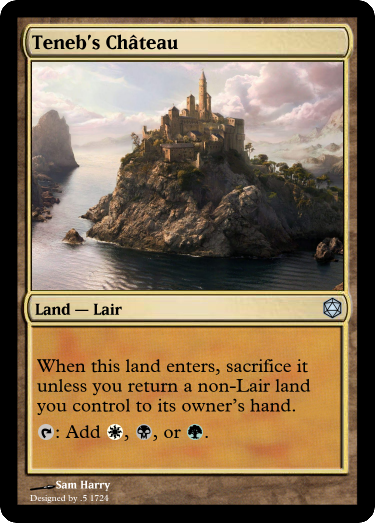 Teneb's Château
Land — Lair
When this land enters, sacrifice it
unless you return a non-Lair land
you control to its owner's hand.
: Add , , or .
Sam Harry
Designed by .5 1724